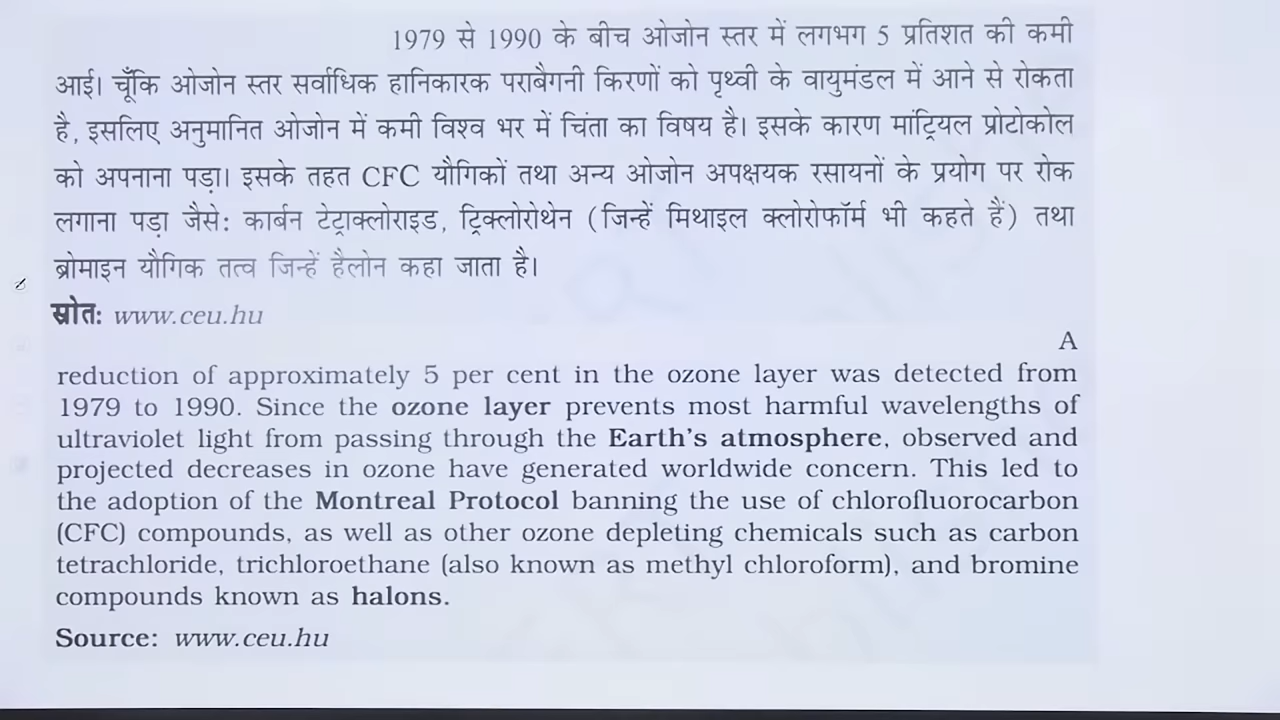 1979 से 1990 के बीच ओजोन स्तर में लगभग 5 प्रतिशत की कमी
आई। चूँकि ओजोन स्तर सर्वाधिक हानिकारक पराबैगनी किरणों को पृथ्वी के वायुमंडल में आने से रोकता
है, इसलिए अनुमानित ओजोन में कमी विश्व भर में चिंता का विषय है। इसके कारण मांट्रियल प्रोटोकोल
को अपनाना पड़ा। इसके तहत CFC यौगिकों तथा अन्य ओजोन अपक्षयक रसायनों के प्रयोग पर रोक
लगाना पड़ा जैसे: कार्बन टेट्राक्लोराइड, ट्रिक्लोरोथेन (जिन्हें मिथाइल क्लोरोफॉर्म भी कहते हैं) तथा
ब्रोमाइन यौगिक तत्व जिन्हें हैलोन कहा जाता है।
स्रोत: www.ceu.hu
A
reduction of approximately 5 per cent in the ozone layer was detected from
1979 to 1990. Since the ozone layer prevents most harmful wavelengths of
ultraviolet light from passing through the Earth's atmosphere, observed and
projected decreases in ozone have generated worldwide concern. This led to
the adoption of the Montreal Protocol banning the use of chlorofluorocarbon
(CFC) compounds, as well as other ozone depleting chemicals such as carbon
tetrachloride, trichloroethane (also known as methyl chloroform), and bromine
compounds known as halons.
Source: www.ceu.hu